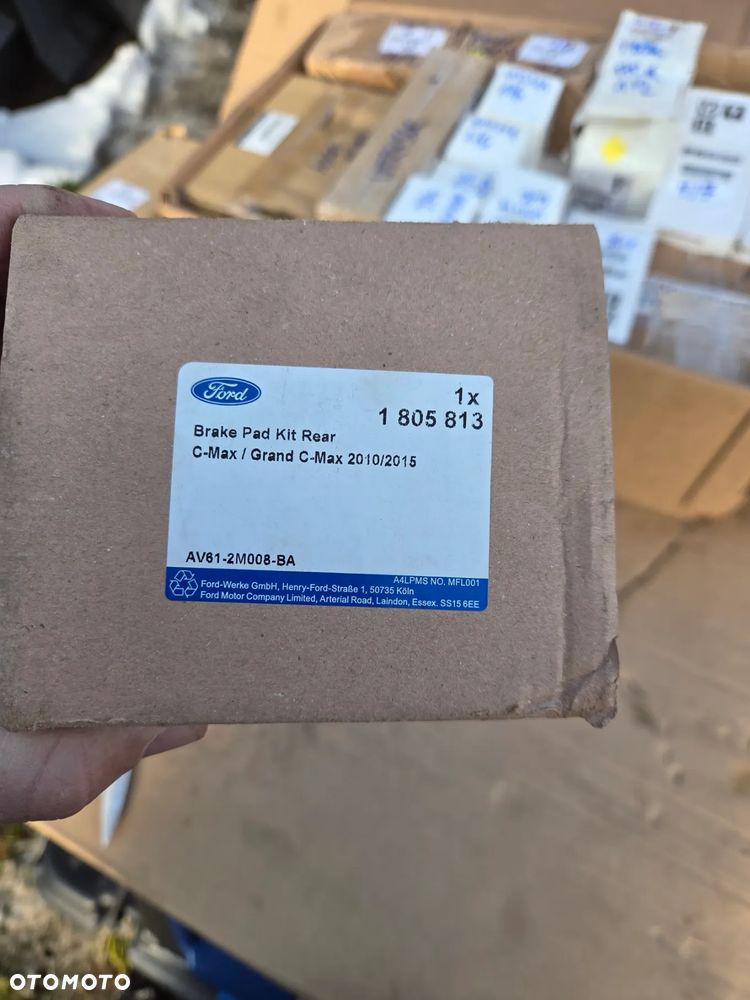 Ford
1x
1 805 813
Brake Pad Kit Rear
C-Max / Grand C-Max 2010/2015
AV61-2M008-BA
A4LPMS NO. MFL001
Ford-Werke GmbH, Henry-Ford-Straße 1, 50735 Köln
Ford Motor Company Limited, Arterial Road, Laindon, Essex. SS15 6EE
OTOMOTO